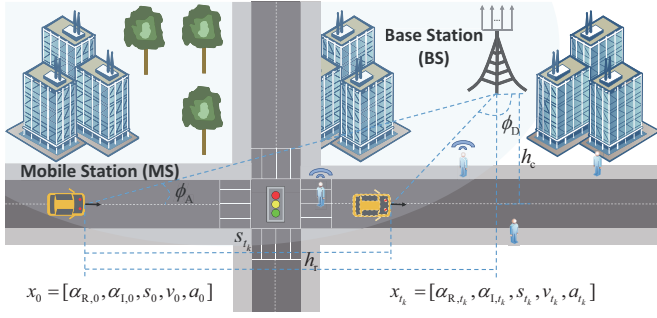 Base Station
(BS)
ϕ_D
h_c
Mobile Station (MS)
ϕ_A
s_{t_k}
h_r
x_0 = [α_{R,0}, α_{I,0}, s_0, v_0, a_0]
x_{t_k} = [α_{R,t_k}, α_{I,t_k}, s_{t_k}, v_{t_k}, a_{t_k}]